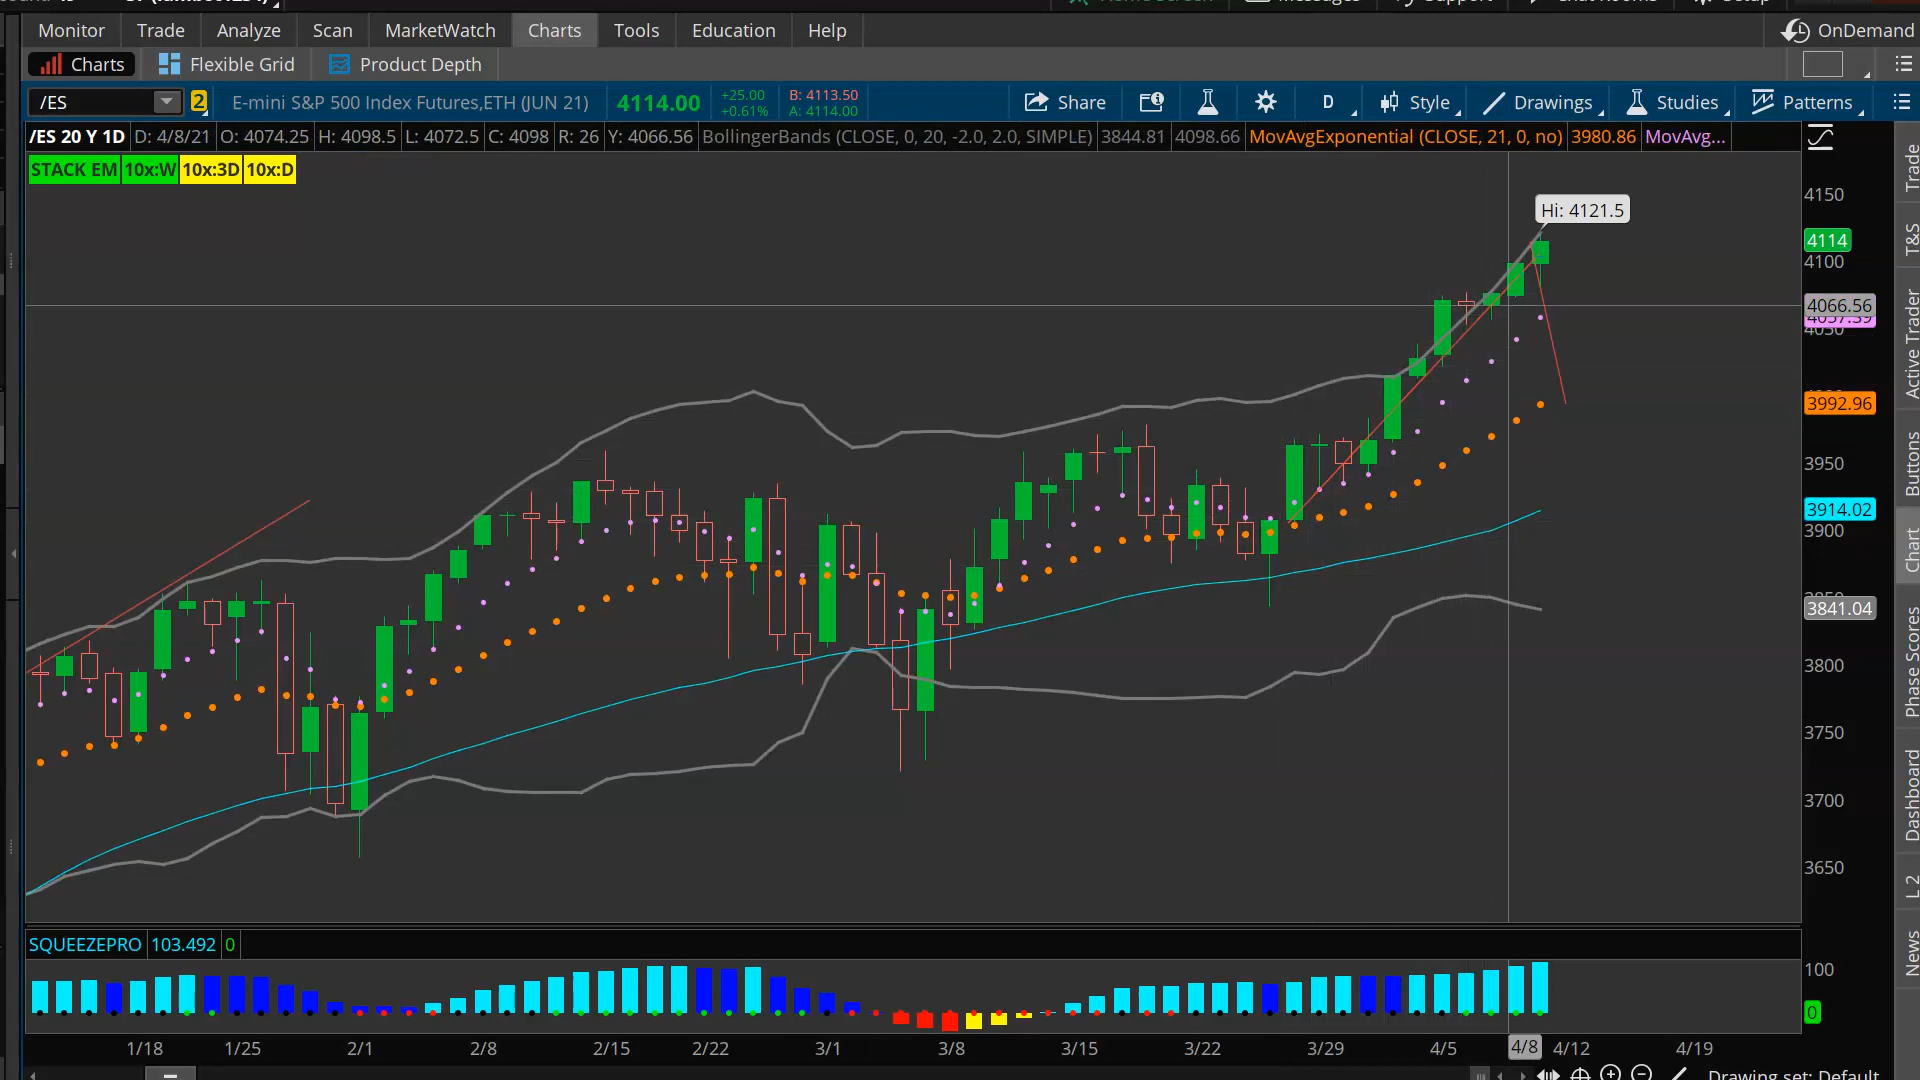 Monitor Trade Analyze Scan MarketWatch Charts Tools Education Help OnDemand
Charts Flexible Grid Product Depth
/ES 2 E-mini S&P 500 Index Futures,ETH (JUN 21) 4114.00 +25.00 +0.61% B: 4113.50 A: 4114.00 Share D Style Drawings Studies Patterns
/ES 20 Y 1D D: 4/8/21 O: 4074.25 H: 4098.5 L: 4072.5 C: 4098 R: 26 Y: 4066.56 BollingerBands (CLOSE, 0, 20, -2.0, 2.0, SIMPLE) 3844.81 4098.66 MovAvgExponential (CLOSE, 21, 0, no) 3980.86 MovAvg...
STACK EM 10x:W 10x:3D 10x:D
Hi: 4121.5
4150
4114
4100
4066.56
4050
3992.96
3950
3914.02
3900
3850
3841.04
3800
3750
3700
3650
Trade
T&S
Active Trader
Buttons
Chart
Phase Scores
Dashboard
L 2
News
SQUEEZEPRO 103.492 0
100
0
1/18 1/25 2/1 2/8 2/15 2/22 3/1 3/8 3/15 3/22 3/29 4/5 4/8 4/12 4/19
Drawing set: Default